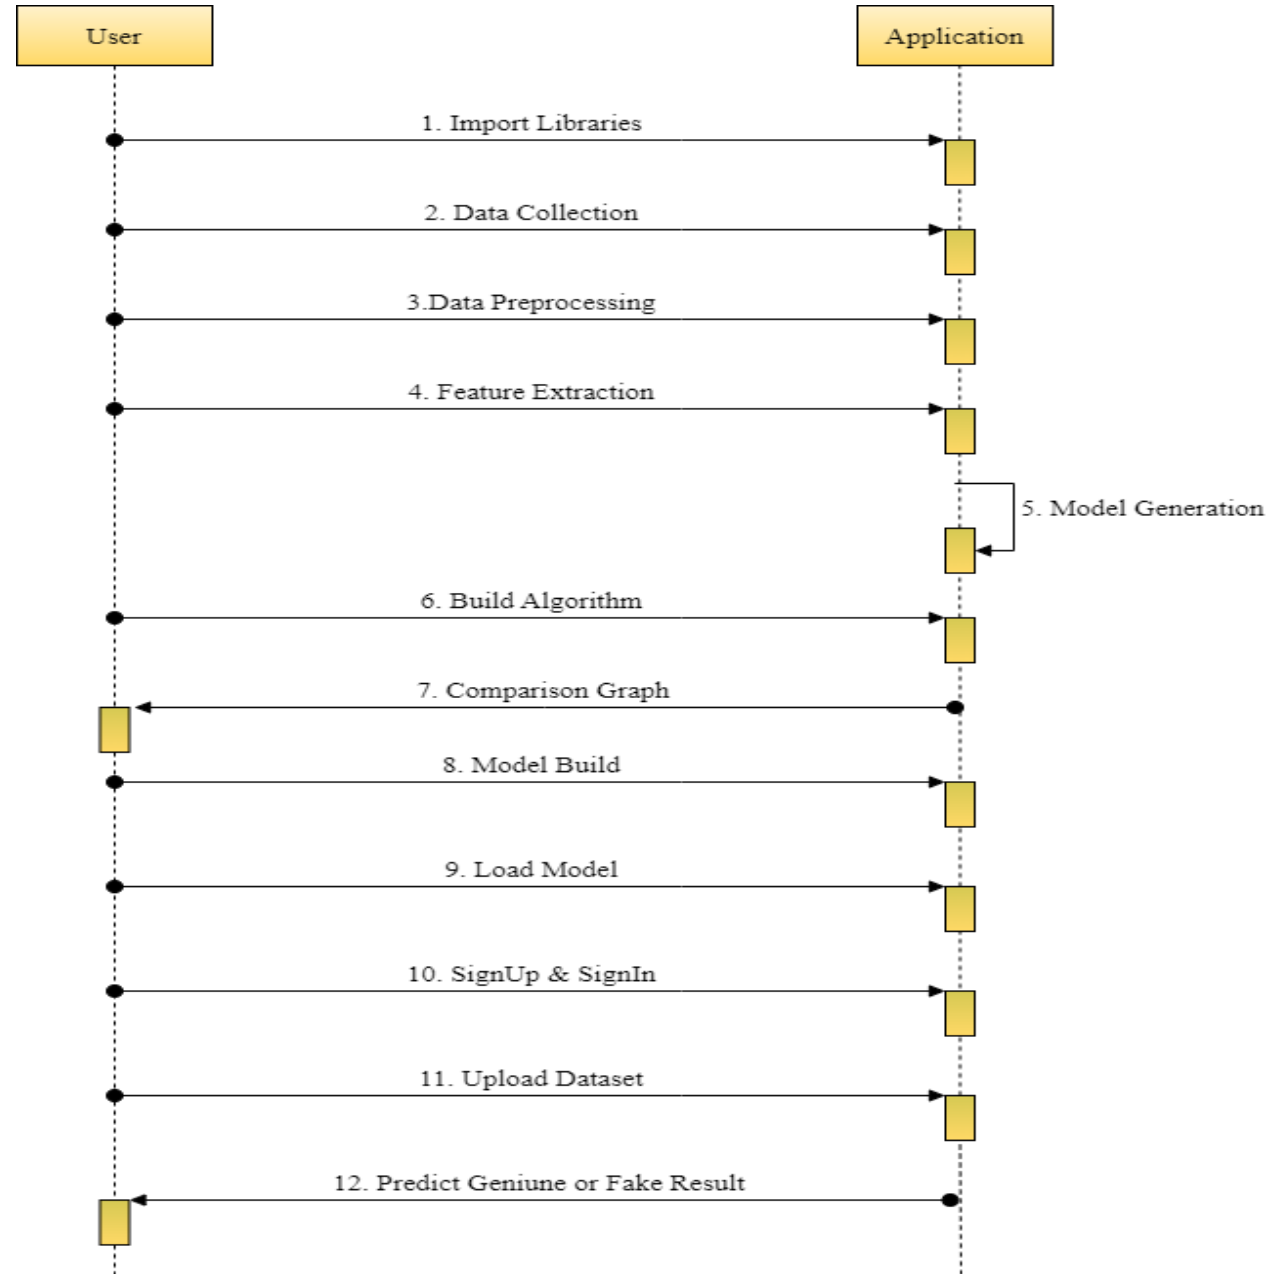 User
Application
1. Import Libraries
2. Data Collection
3.Data Preprocessing
4. Feature Extraction
5. Model Generation
6. Build Algorithm
7. Comparison Graph
8. Model Build
9. Load Model
10. SignUp & SignIn
11. Upload Dataset
12. Predict Geniune or Fake Result